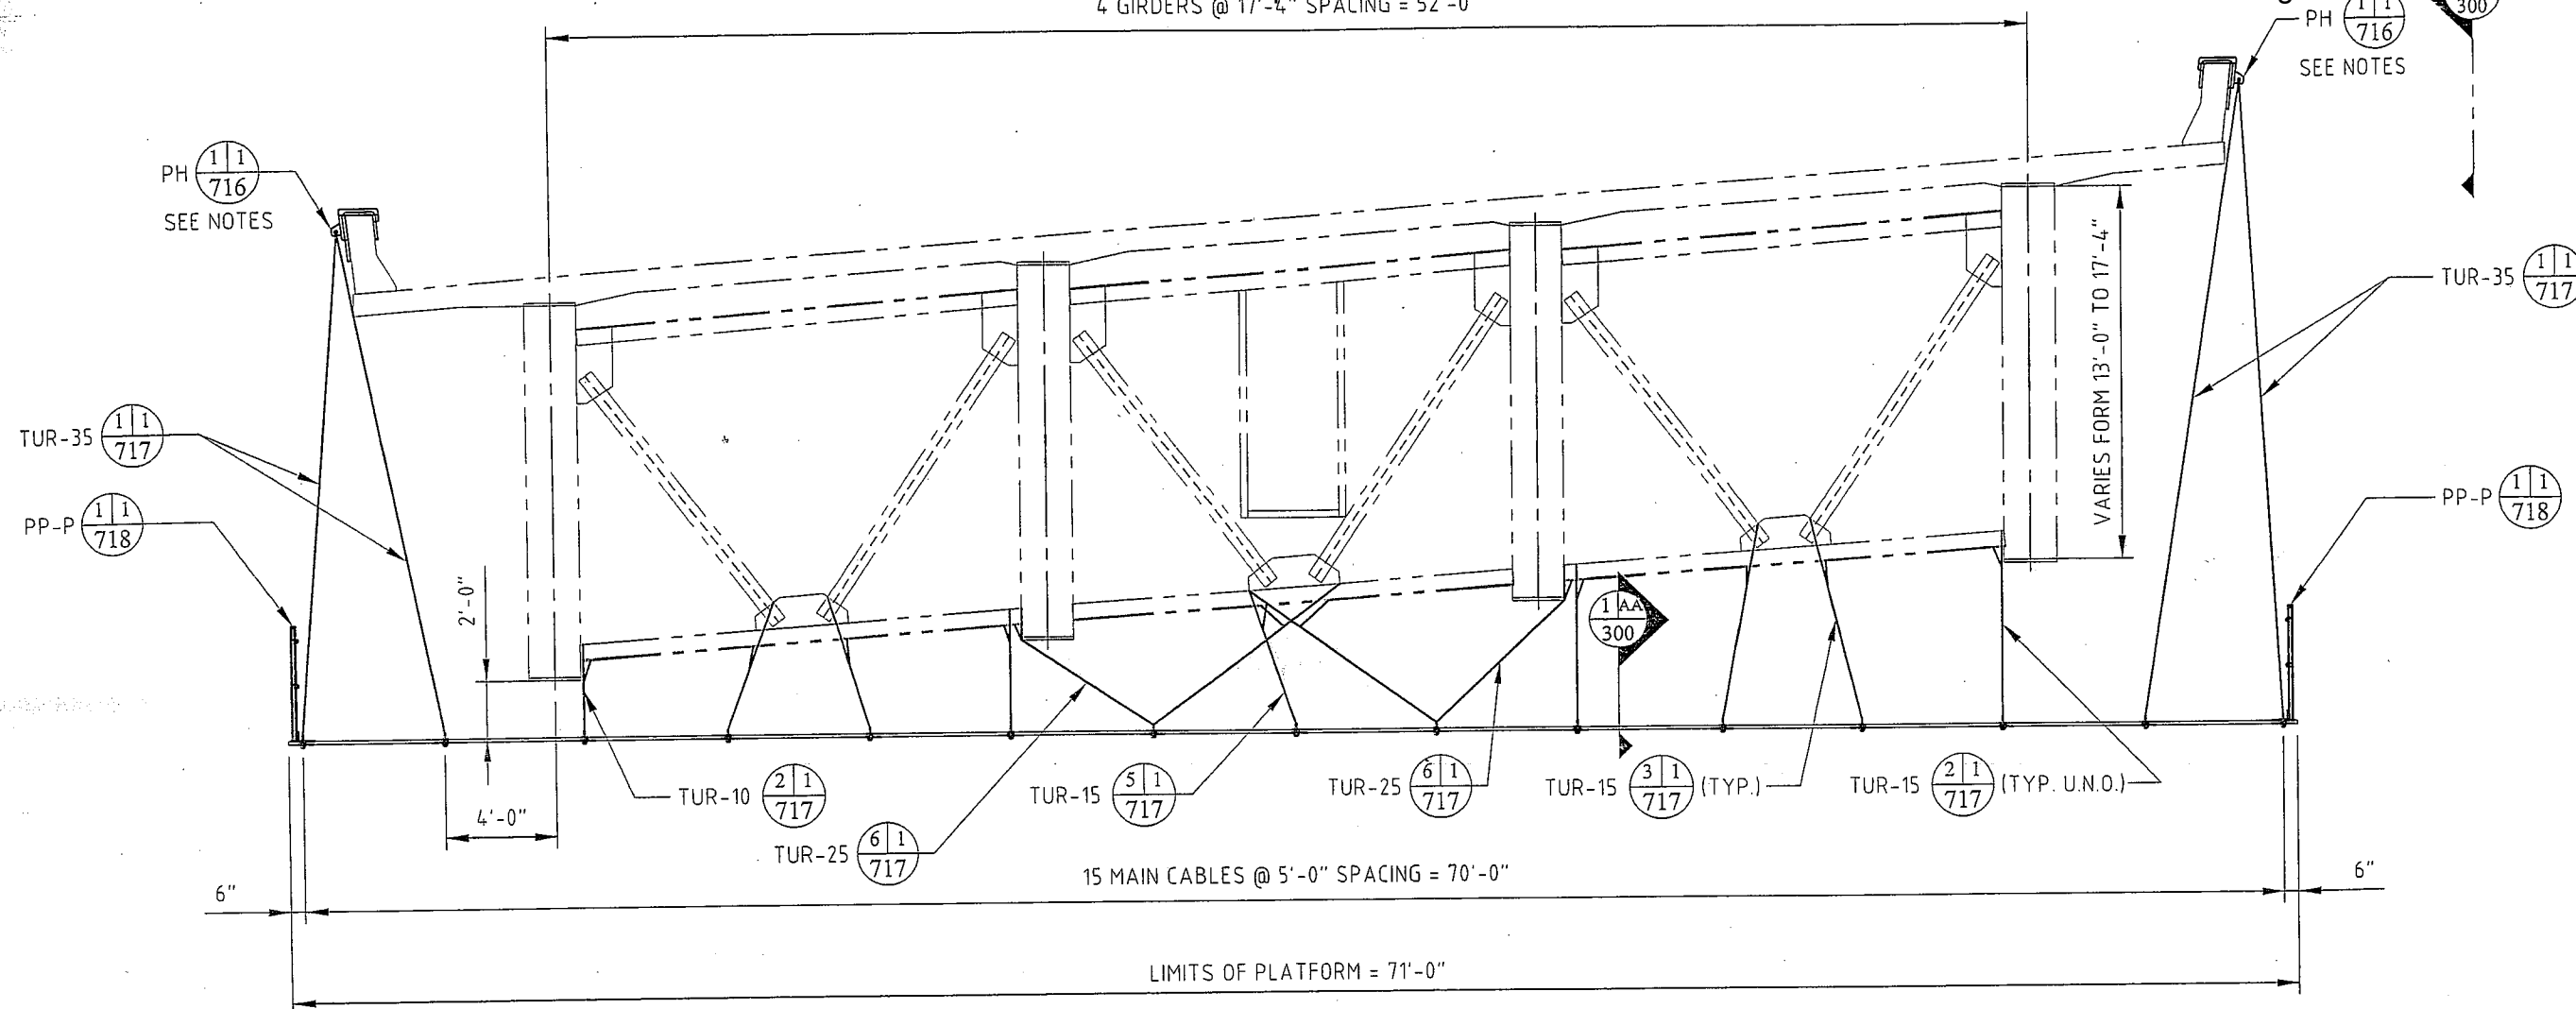 4 GIRDERS @ 17'-4" SPACING = 52'-0"
300
PH 1 1
716
SEE NOTES
PH 1 1
716
SEE NOTES
VARIES FORM 13'-0" TO 17'-4"
TUR-35 1 1
717
TUR-35 1 1
717
PP-P 1 1
718
PP-P 1 1
718
2'-0"
1 AA
300
TUR-10 2 1
717
TUR-15 5 1
717
TUR-25 6 1
717
TUR-15 3 1
717
(TYP.)
TUR-15 2 1
717
(TYP. U.N.O.)
4'-0"
TUR-25 6 1
717
6"
15 MAIN CABLES @ 5'-0" SPACING = 70'-0"
6"
LIMITS OF PLATFORM = 71'-0"